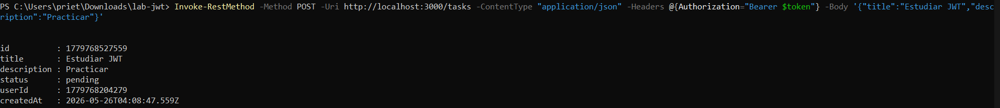 PS C:\Users\priet\Downloads\lab-jwt> Invoke-RestMethod -Method POST -Uri http://localhost:3000/tasks -ContentType "application/json" -Headers @{Authorization="Bearer $token"} -Body '{"title":"Estudiar JWT","desc
ription":"Practicar"}'
id          : 1779768527559
title       : Estudiar JWT
description : Practicar
status      : pending
userId      : 1779768204279
createdAt   : 2026-05-26T04:08:47.559Z